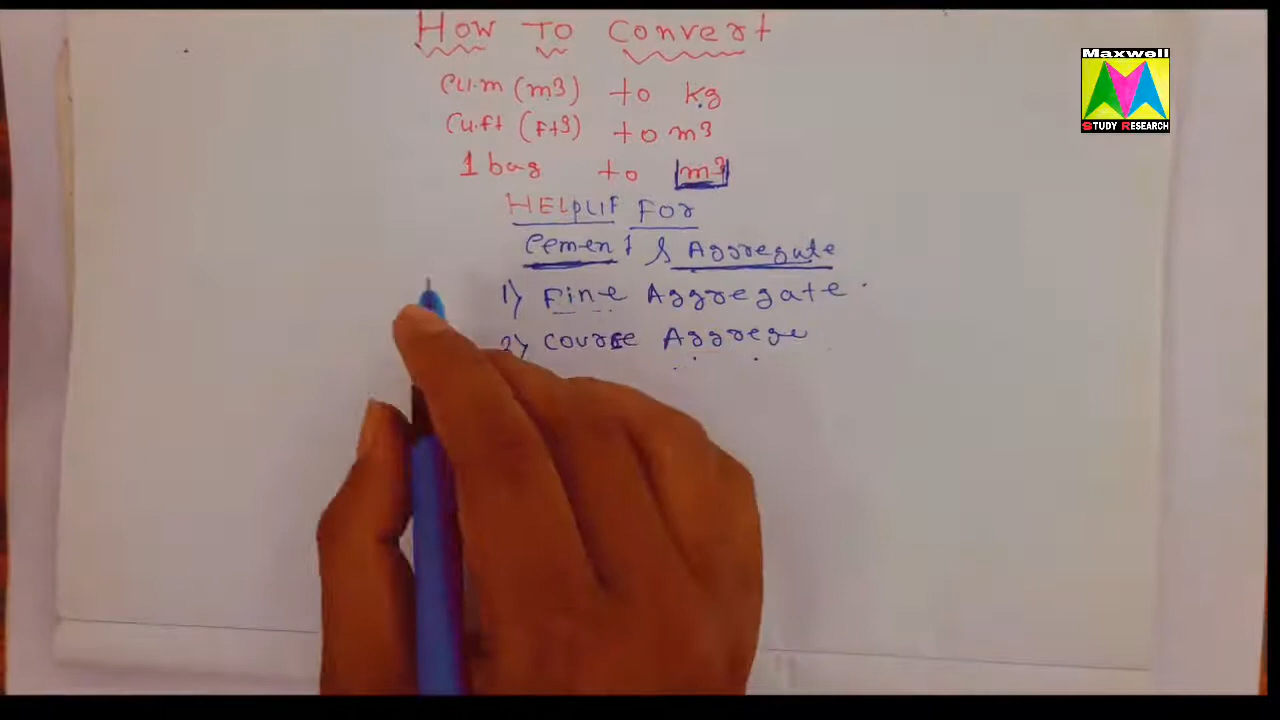 How To Convert
Cu.m (m3) to kg
Cu.ft (ft3) to m3
1 bag to m3
HELPLIF For
Cement & Aggregate
1) Fine Aggregate
2) Course Aggrege
Maxwell
STUDY RESEARCH